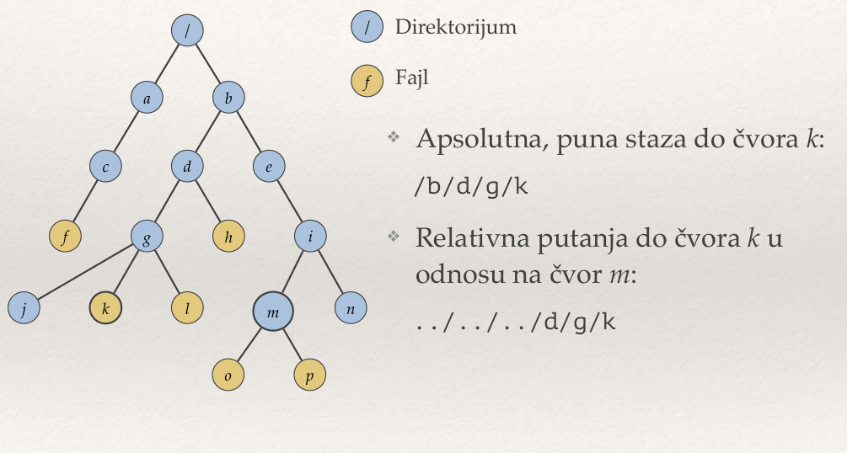 /
Direktorijum
f
Fajl
a b
c d e
f g h i
j k l m n
o p
❖ Apsolutna, puna staza do čvora k:
/b/d/g/k
❖ Relativna putanja do čvora k u
odnosu na čvor m:
../../../d/g/k